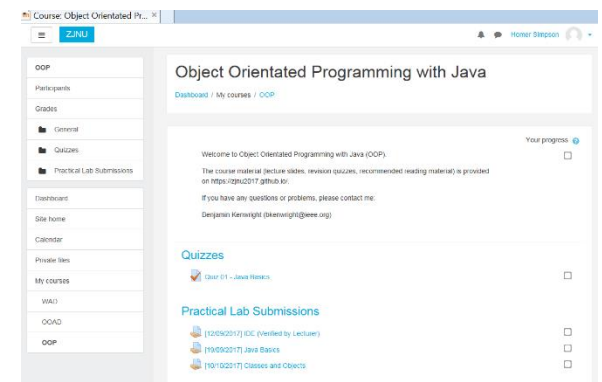 Course: Object Orientated Pr...
ZJNU
Homer Simpson
OOP
Participants
Grades
General
Quizzes
Practical Lab Submissions
Dashboard
Site home
Calendar
Private files
My courses
WAD
OOAD
OOP
Object Orientated Programming with Java
Dashboard / My courses / OOP
Your progress
Welcome to Object Orientated Programming with Java (OOP).
The course material (lecture slides, revision quizzes, recommended reading material) is provided
on https://zjnu2017.github.io/.
If you have any questions or problems, please contact me:
Benjamin Kenwright (bkenwright@ieee.org)
Quizzes
Quiz 01 - Java Basics
Practical Lab Submissions
[12/09/2017] IDE (Verified by Lecturer)
[19/09/2017] Java Basics
[10/10/2017] Classes and Objects